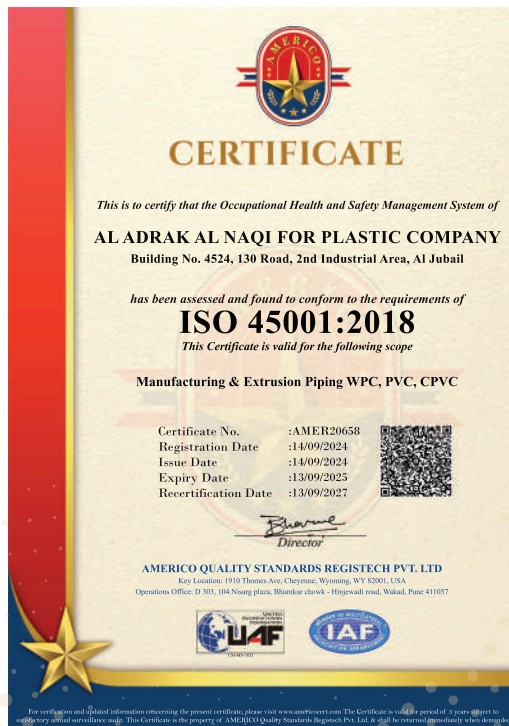 AMERICO
CERTIFICATE
This is to certify that the Occupational Health and Safety Management System of
AL ADRAK AL NAQI FOR PLASTIC COMPANY
Building No. 4524, 130 Road, 2nd Industrial Area, Al Jubail
has been assessed and found to conform to the requirements of
ISO 45001:2018
This Certificate is valid for the following scope
Manufacturing & Extrusion Piping WPC, PVC, CPVC
Certificate No. :AMER20658
Registration Date :14/09/2024
Issue Date :14/09/2024
Expiry Date :13/09/2025
Recertification Date :13/09/2027
Director
AMERICO QUALITY STANDARDS REGISTECH PVT. LTD
Key Location: 1910 Thomes Ave, Cheyenne, Wyoming, WY 82001, USA
Operations Office: D 303, 104,Nisarg plaza, Bhumkar chowk - Hinjewadi road, Wakad, Pune 411057
UNITED
ACCREDITATION
FOUNDATION
UAF
MEMBER OF MULTILATERAL
RECOGNITION ARRANGEMENT
IAF
For verification and updated information concerning the present certificate, please visit www.americocert.com The Certificate is valid for period of 3 years subject to
satisfactory annual surveillance audit. This Certificate is the property of AMERICO Quality Standards Registech Pvt. Ltd. & shall be returned immediately when demanded